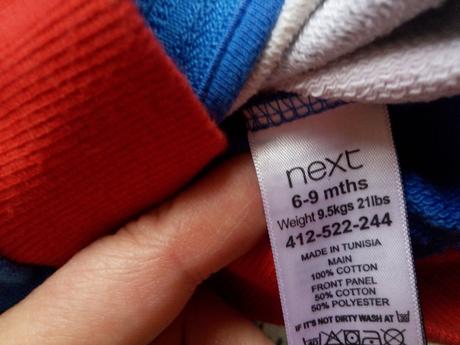 next
6-9 mths
Weight 9.5kgs 21lbs
412-522-244
MADE IN TUNISIA
MAIN
100% COTTON
FRONT PANEL
50% COTTON
50% POLYESTER
IF IT'S NOT DIRTY WASH AT